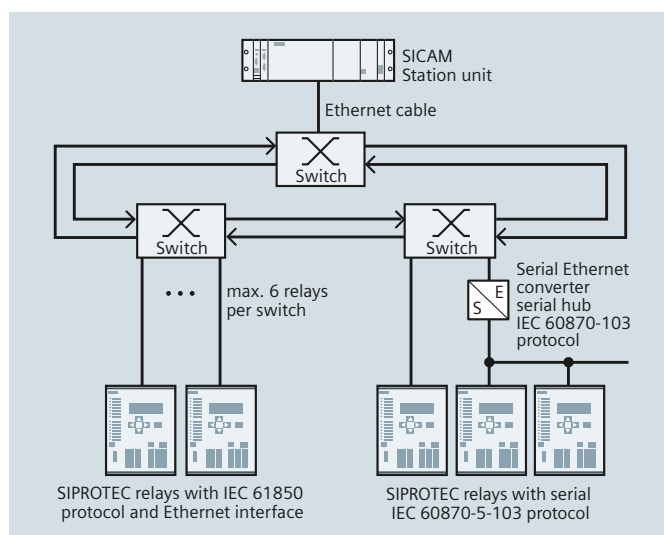 SICAM
Station unit
Ethernet cable
Switch
Switch
Switch
max. 6 relays
per switch
Serial Ethernet
converter
serial hub
IEC 60870-103
protocol
E
S
SIPROTEC relays with IEC 61850
protocol and Ethernet interface
SIPROTEC relays with serial
IEC 60870-5-103 protocol